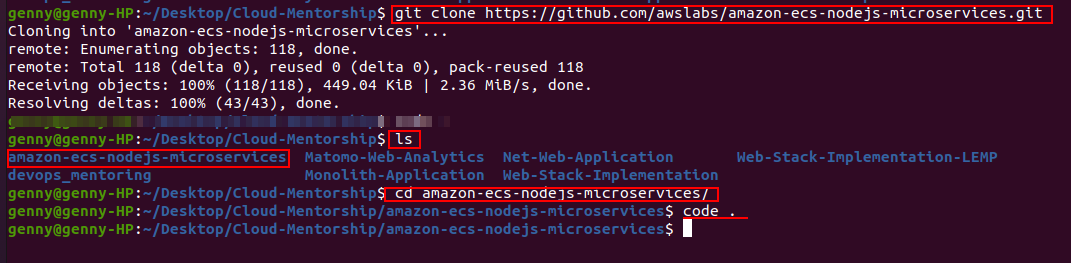 genny@genny-HP:~/Desktop/Cloud-Mentorship$ git clone https://github.com/awslabs/amazon-ecs-nodejs-microservices.git
Cloning into 'amazon-ecs-nodejs-microservices'...
remote: Enumerating objects: 118, done.
remote: Total 118 (delta 0), reused 0 (delta 0), pack-reused 118
Receiving objects: 100% (118/118), 449.04 KiB | 2.36 MiB/s, done.
Resolving deltas: 100% (43/43), done.
genny@genny-HP:~/Desktop/Cloud-Mentorship$ ls
amazon-ecs-nodejs-microservices  Matomo-Web-Analytics  Net-Web-Application  Web-Stack-Implementation-LEMP
devops_mentoring  Monolith-Application  Web-Stack-Implementation
genny@genny-HP:~/Desktop/Cloud-Mentorship$ cd amazon-ecs-nodejs-microservices/
genny@genny-HP:~/Desktop/Cloud-Mentorship/amazon-ecs-nodejs-microservices$ code .
genny@genny-HP:~/Desktop/Cloud-Mentorship/amazon-ecs-nodejs-microservices$